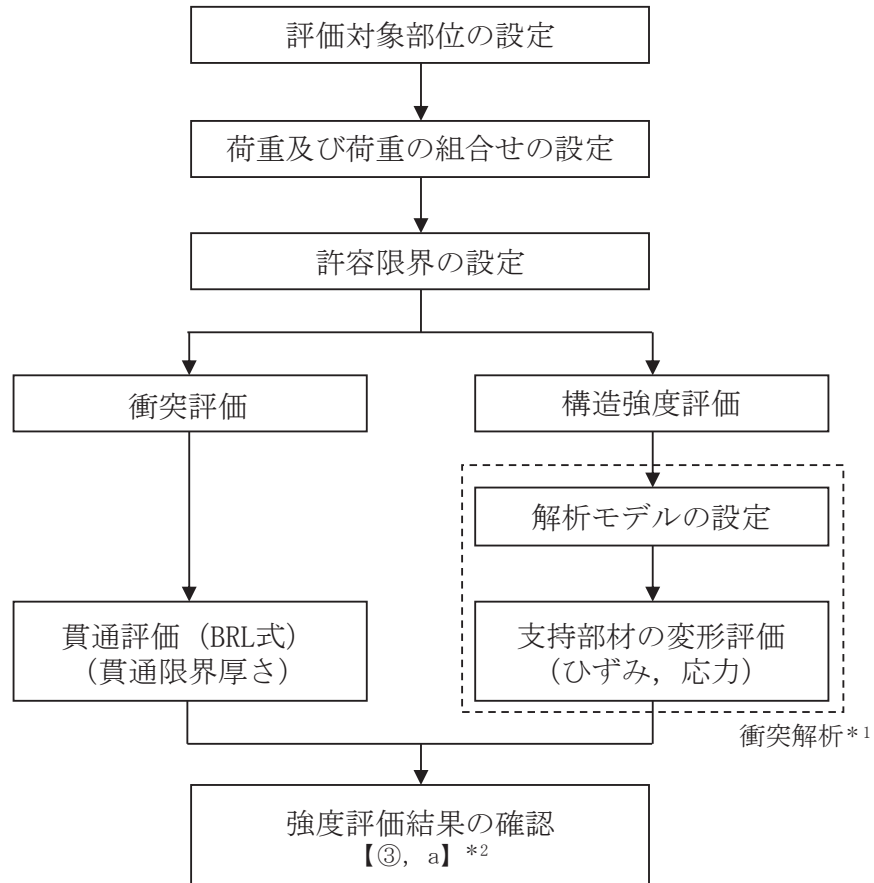 評価対象部位の設定
荷重及び荷重の組合せの設定
許容限界の設定
衝突評価
構造強度評価
解析モデルの設定
貫通評価（BRL式）
（貫通限界厚さ）
支持部材の変形評価
（ひずみ，応力）
衝突解析*1
強度評価結果の確認
【③，a】*2